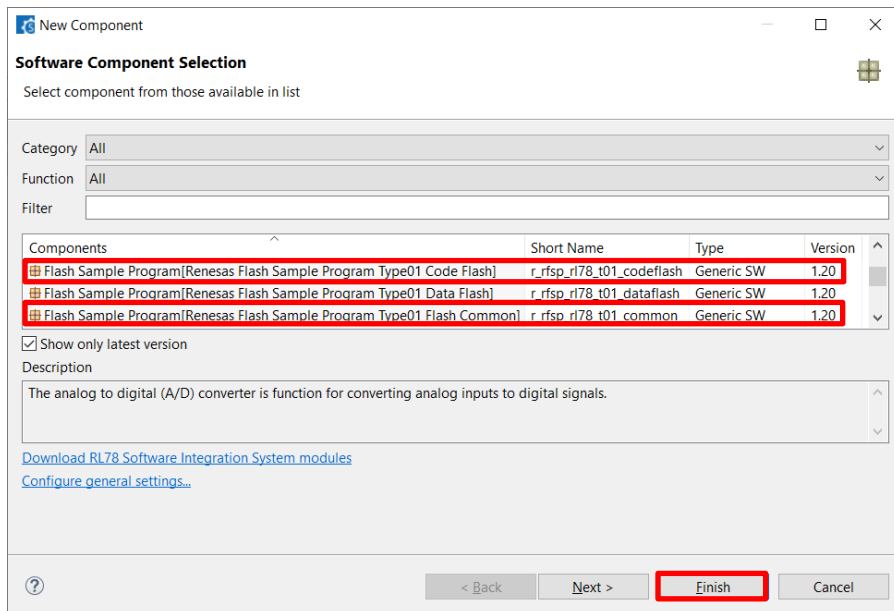 New Component
Software Component Selection
Select component from those available in list
Category All
Function All
Filter
Components Short Name Type Version
Flash Sample Program[Renesas Flash Sample Program Type01 Code Flash] r_rfsp_rl78_t01_codeflash Generic SW 1.20
Flash Sample Program[Renesas Flash Sample Program Type01 Data Flash] r_rfsp_rl78_t01_dataflash Generic SW 1.20
Flash Sample Program[Renesas Flash Sample Program Type01 Flash Common] r_rfsp_rl78_t01_common Generic SW 1.20
Show only latest version
Description
The analog to digital (A/D) converter is function for converting analog inputs to digital signals.
Download RL78 Software Integration System modules
Configure general settings...
? < Back Next > Finish Cancel